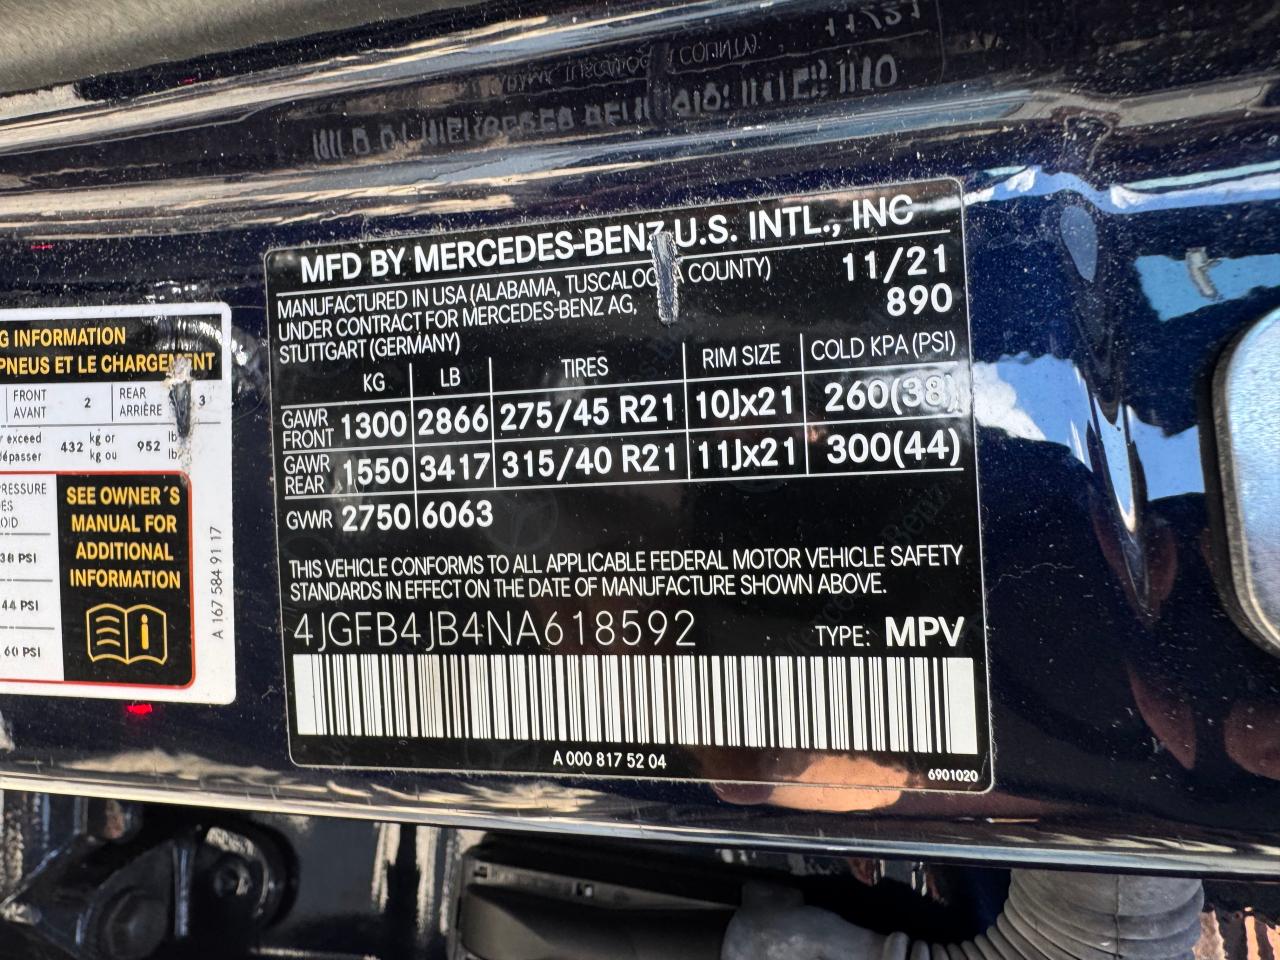 G INFORMATION
PNEUS ET LE CHARGEMENT
FRONT 2 REAR 3
AVANT ARRIÈRE
exceed 432 kg or 952 lb
dépasser kg ou lb
PRESSURE
38 PSI
44 PSI
60 PSI
SEE OWNER´S
MANUAL FOR
ADDITIONAL
INFORMATION
A 167 584 91 17
MFD BY MERCEDES-BENZ U.S. INTL., INC
MANUFACTURED IN USA (ALABAMA, TUSCALOOSA COUNTY) 11/21
UNDER CONTRACT FOR MERCEDES-BENZ AG, 890
STUTTGART (GERMANY)
KG LB TIRES RIM SIZE COLD KPA (PSI)
GAWR FRONT 1300 2866 275/45 R21 10Jx21 260(38)
GAWR REAR 1550 3417 315/40 R21 11Jx21 300(44)
GVWR 2750 6063
THIS VEHICLE CONFORMS TO ALL APPLICABLE FEDERAL MOTOR VEHICLE SAFETY
STANDARDS IN EFFECT ON THE DATE OF MANUFACTURE SHOWN ABOVE.
4JGFB4JB4NA618592 TYPE: MPV
A 000 817 52 04
6901020